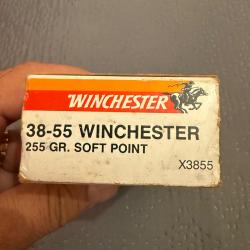 WINCHESTER
38-55 WINCHESTER
255 GR. SOFT POINT
X3855